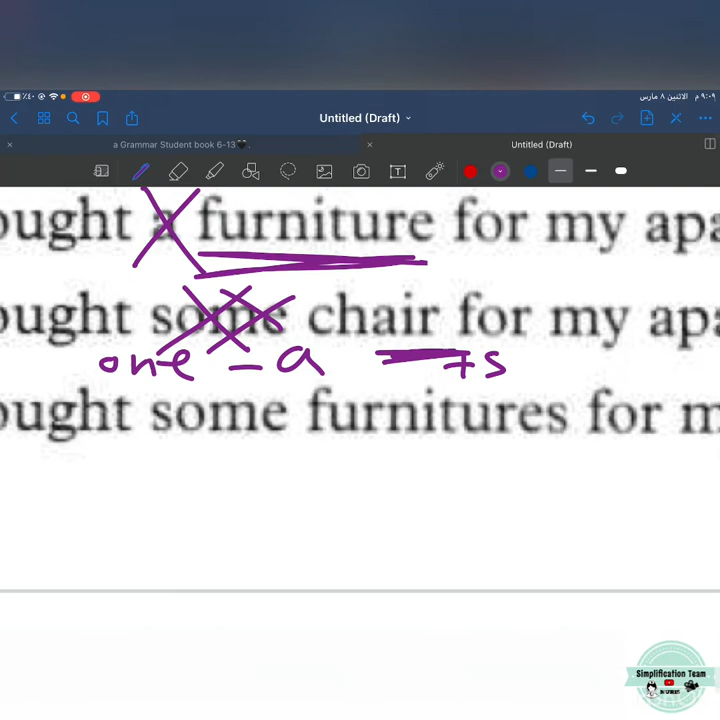 ٪٤٠ ٩:٠٩ م الاثنين ٨ مارس
Untitled (Draft)
a Grammar Student book 6-13🖤. Untitled (Draft)
ought a furniture for my apa
ought some chair for my apa
one - a +s
ought some furnitures for m
Simplification Team